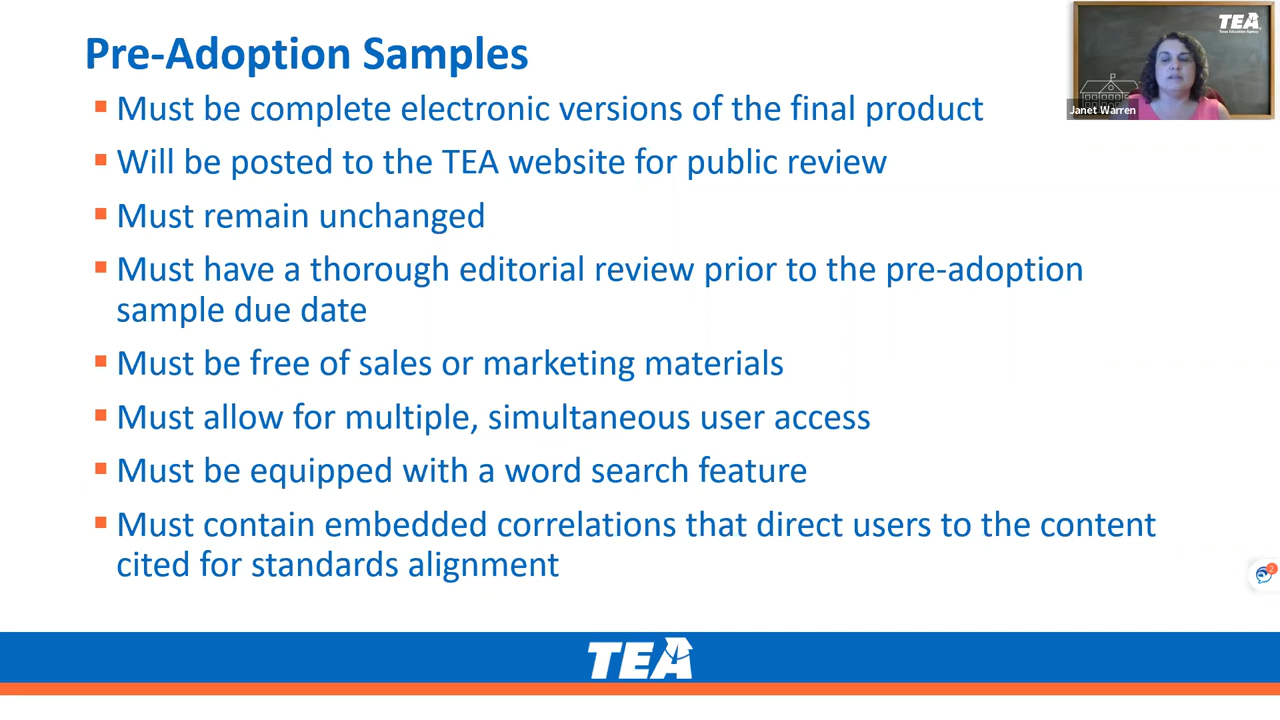 Pre-Adoption Samples
Must be complete electronic versions of the final product
Will be posted to the TEA website for public review
Must remain unchanged
Must have a thorough editorial review prior to the pre-adoption
sample due date
Must be free of sales or marketing materials
Must allow for multiple, simultaneous user access
Must be equipped with a word search feature
Must contain embedded correlations that direct users to the content
cited for standards alignment
TEA
Texas Education Agency
Janet Warren
2
TEA